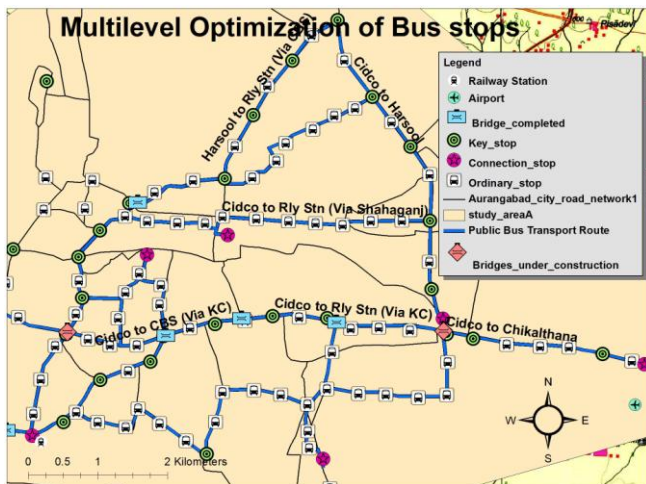 Multilevel Optimization of Bus stops
Pisadevi
Legend
Railway Station
Airport
Bridge_completed
Key_stop
Connection_stop
Ordinary_stop
Aurangabad_city_road_network1
study_areaA
Public Bus Transport Route
Bridges_under_construction
Harsool to Rly Stn (Via
Cidco to Harsool
Cidco to Rly Stn (Via Shahaganj)
Cidco to CBS (Via KC)
Cidco to Rly Stn (Via KC)
Cidco to Chikalthana
N
W
E
S
0 0.5 1 2 Kilometers